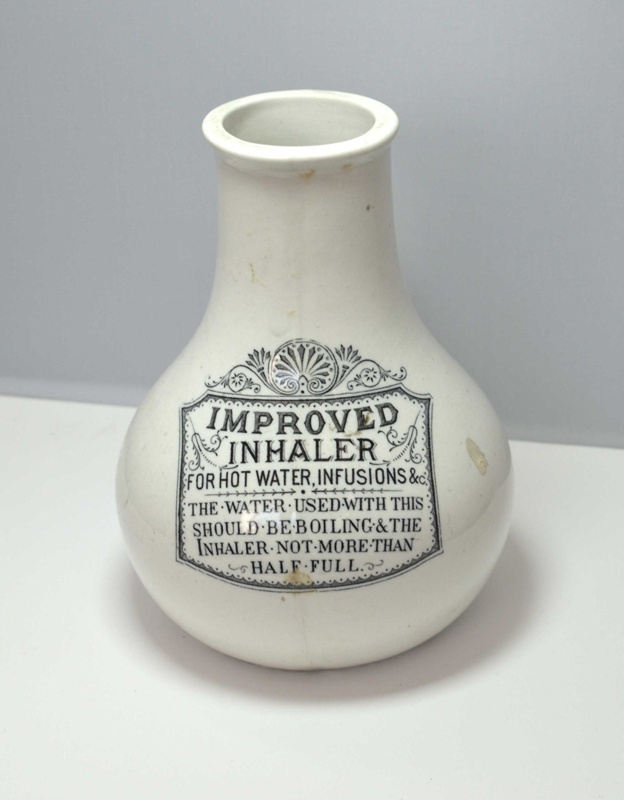 IMPROVED
INHALER
FOR HOT WATER, INFUSIONS &c.
THE·WATER·USED·WITH THIS
SHOULD·BE·BOILING·&·THE
INHALER·NOT·MORE·THAN
HALF·FULL.